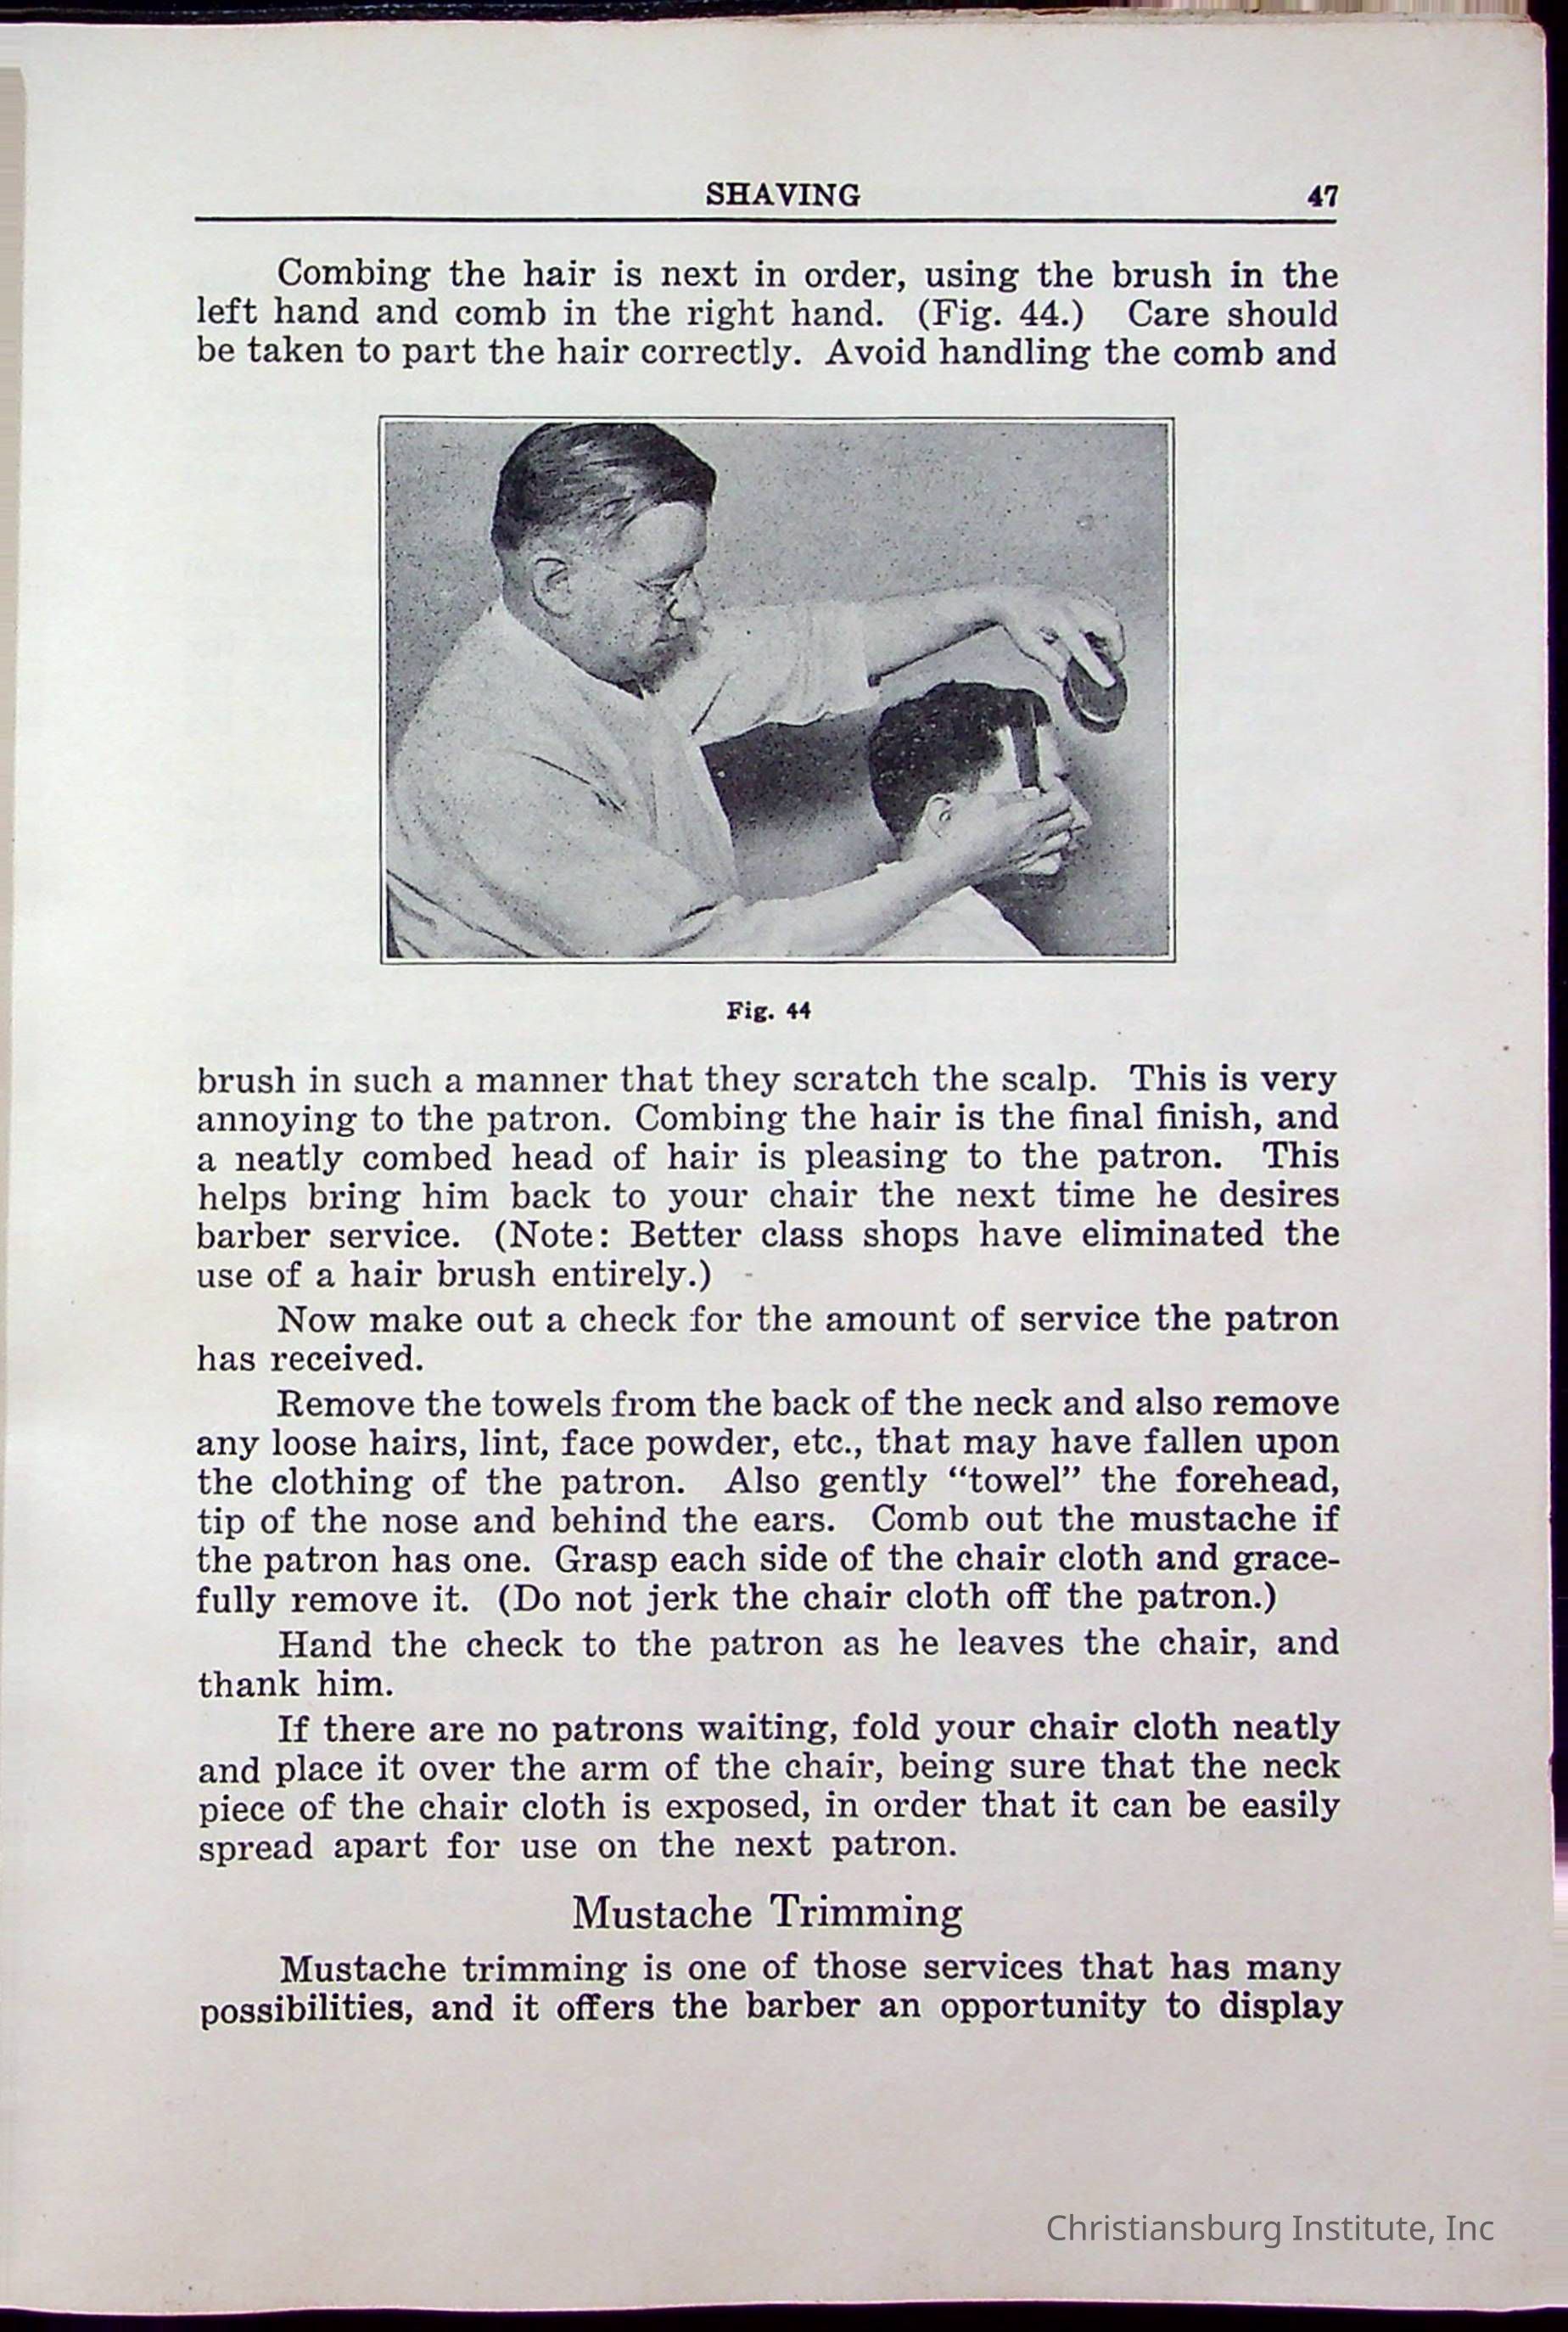 SHAVING 47
Combing the hair is next in order, using the brush in the
left hand and comb in the right hand. (Fig. 44.) Care should
be taken to part the hair correctly. Avoid handling the comb and
Fig. 44
brush in such a manner that they scratch the scalp. This is very
annoying to the patron. Combing the hair is the final finish, and
a neatly combed head of hair is pleasing to the patron. This
helps bring him back to your chair the next time he desires
barber service. (Note: Better class shops have eliminated the
use of a hair brush entirely.)
Now make out a check for the amount of service the patron
has received.
Remove the towels from the back of the neck and also remove
any loose hairs, lint, face powder, etc., that may have fallen upon
the clothing of the patron. Also gently “towel” the forehead,
tip of the nose and behind the ears. Comb out the mustache if
the patron has one. Grasp each side of the chair cloth and grace-
fully remove it. (Do not jerk the chair cloth off the patron.)
Hand the check to the patron as he leaves the chair, and
thank him.
If there are no patrons waiting, fold your chair cloth neatly
and place it over the arm of the chair, being sure that the neck
piece of the chair cloth is exposed, in order that it can be easily
spread apart for use on the next patron.
Mustache Trimming
Mustache trimming is one of those services that has many
possibilities, and it offers the barber an opportunity to display
Christiansburg Institute, Inc